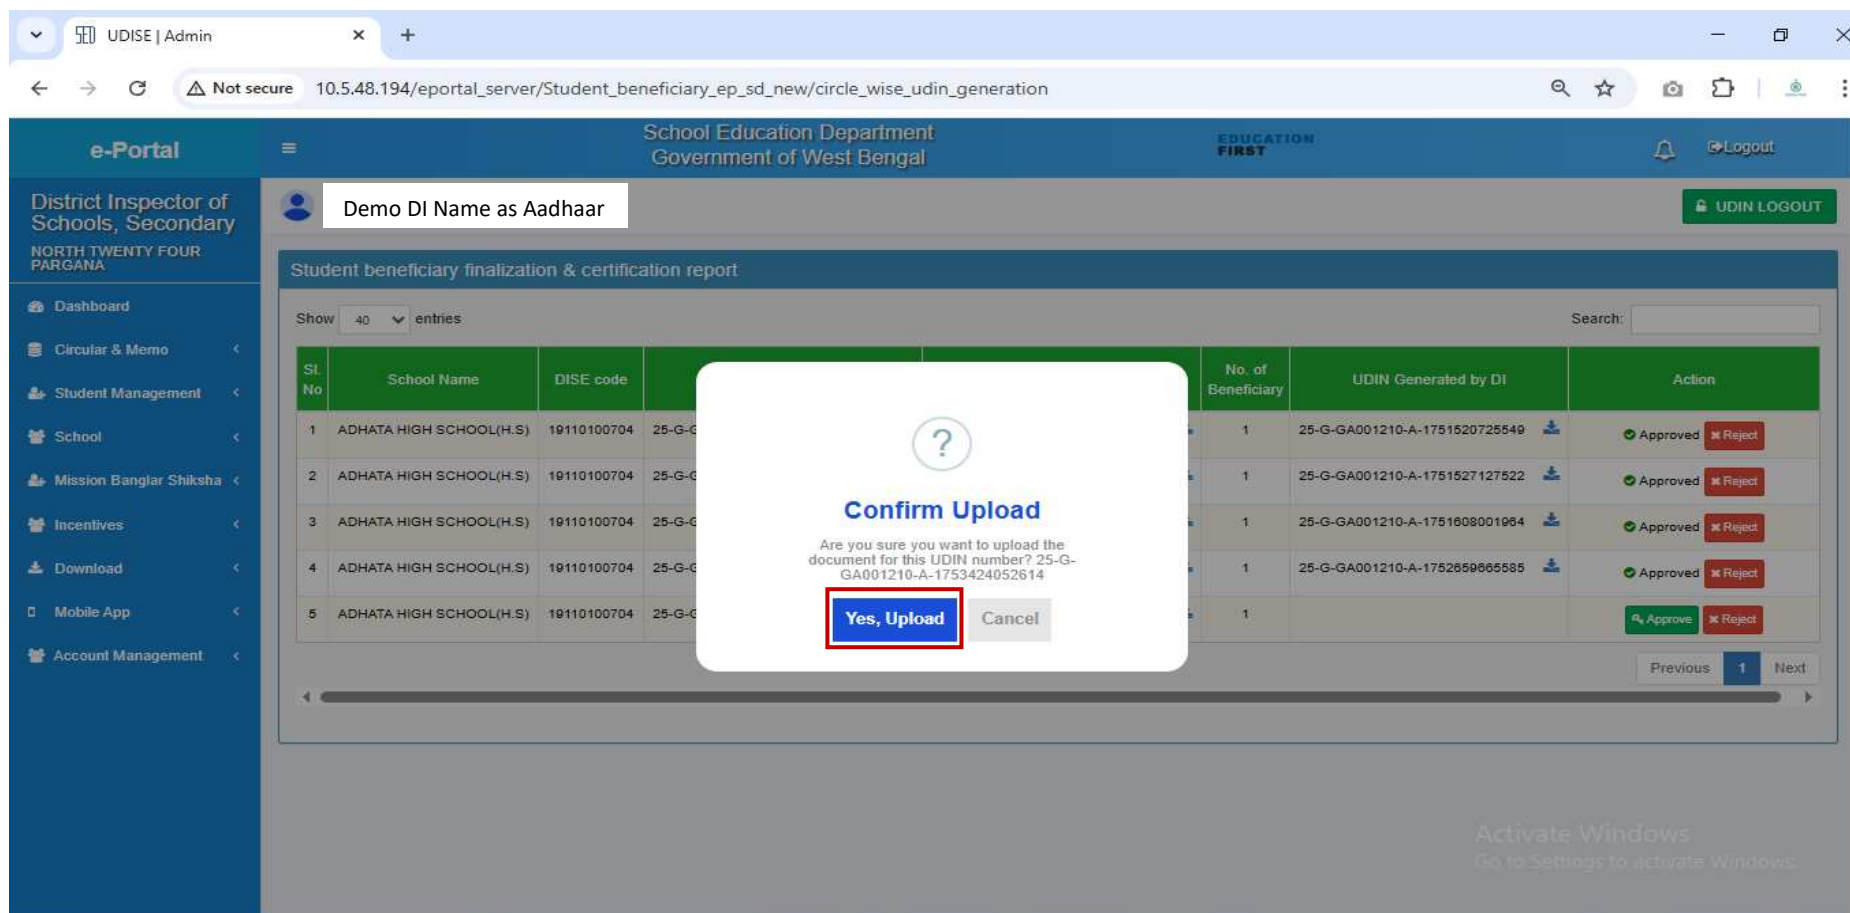 UDISE | Admin
Not secure 10.5.48.194/eportal_server/Student_beneficiary_ep_sd_new/circle_wise_udin_generation
e-Portal
School Education Department
Government of West Bengal
EDUCATION
FIRST
Logout
District Inspector of
Schools, Secondary
NORTH TWENTY FOUR
PARGANA
Demo DI Name as Aadhaar
UDIN LOGOUT
Dashboard
Circular & Memo
Student Management
School
Mission Banglar Shiksha
Incentives
Download
Mobile App
Account Management
Student beneficiary finalization & certification report
Show 40 entries
Search:
Sl. No School Name DISE code No. of Beneficiary UDIN Generated by DI Action
1 ADHATA HIGH SCHOOL(H.S) 19110100704 25-G-G 1 25-G-GA001210-A-1751520725549 Approved Reject
2 ADHATA HIGH SCHOOL(H.S) 19110100704 25-G-G 1 25-G-GA001210-A-1751527127522 Approved Reject
3 ADHATA HIGH SCHOOL(H.S) 19110100704 25-G-G 1 25-G-GA001210-A-1751608001964 Approved Reject
4 ADHATA HIGH SCHOOL(H.S) 19110100704 25-G-G 1 25-G-GA001210-A-1752659665585 Approved Reject
5 ADHATA HIGH SCHOOL(H.S) 19110100704 25-G-G 1 Approve Reject
Previous 1 Next
Confirm Upload
Are you sure you want to upload the
document for this UDIN number? 25-G-
GA001210-A-1753424052614
Yes, Upload
Cancel
Activate Windows
Go to Settings to activate Windows.